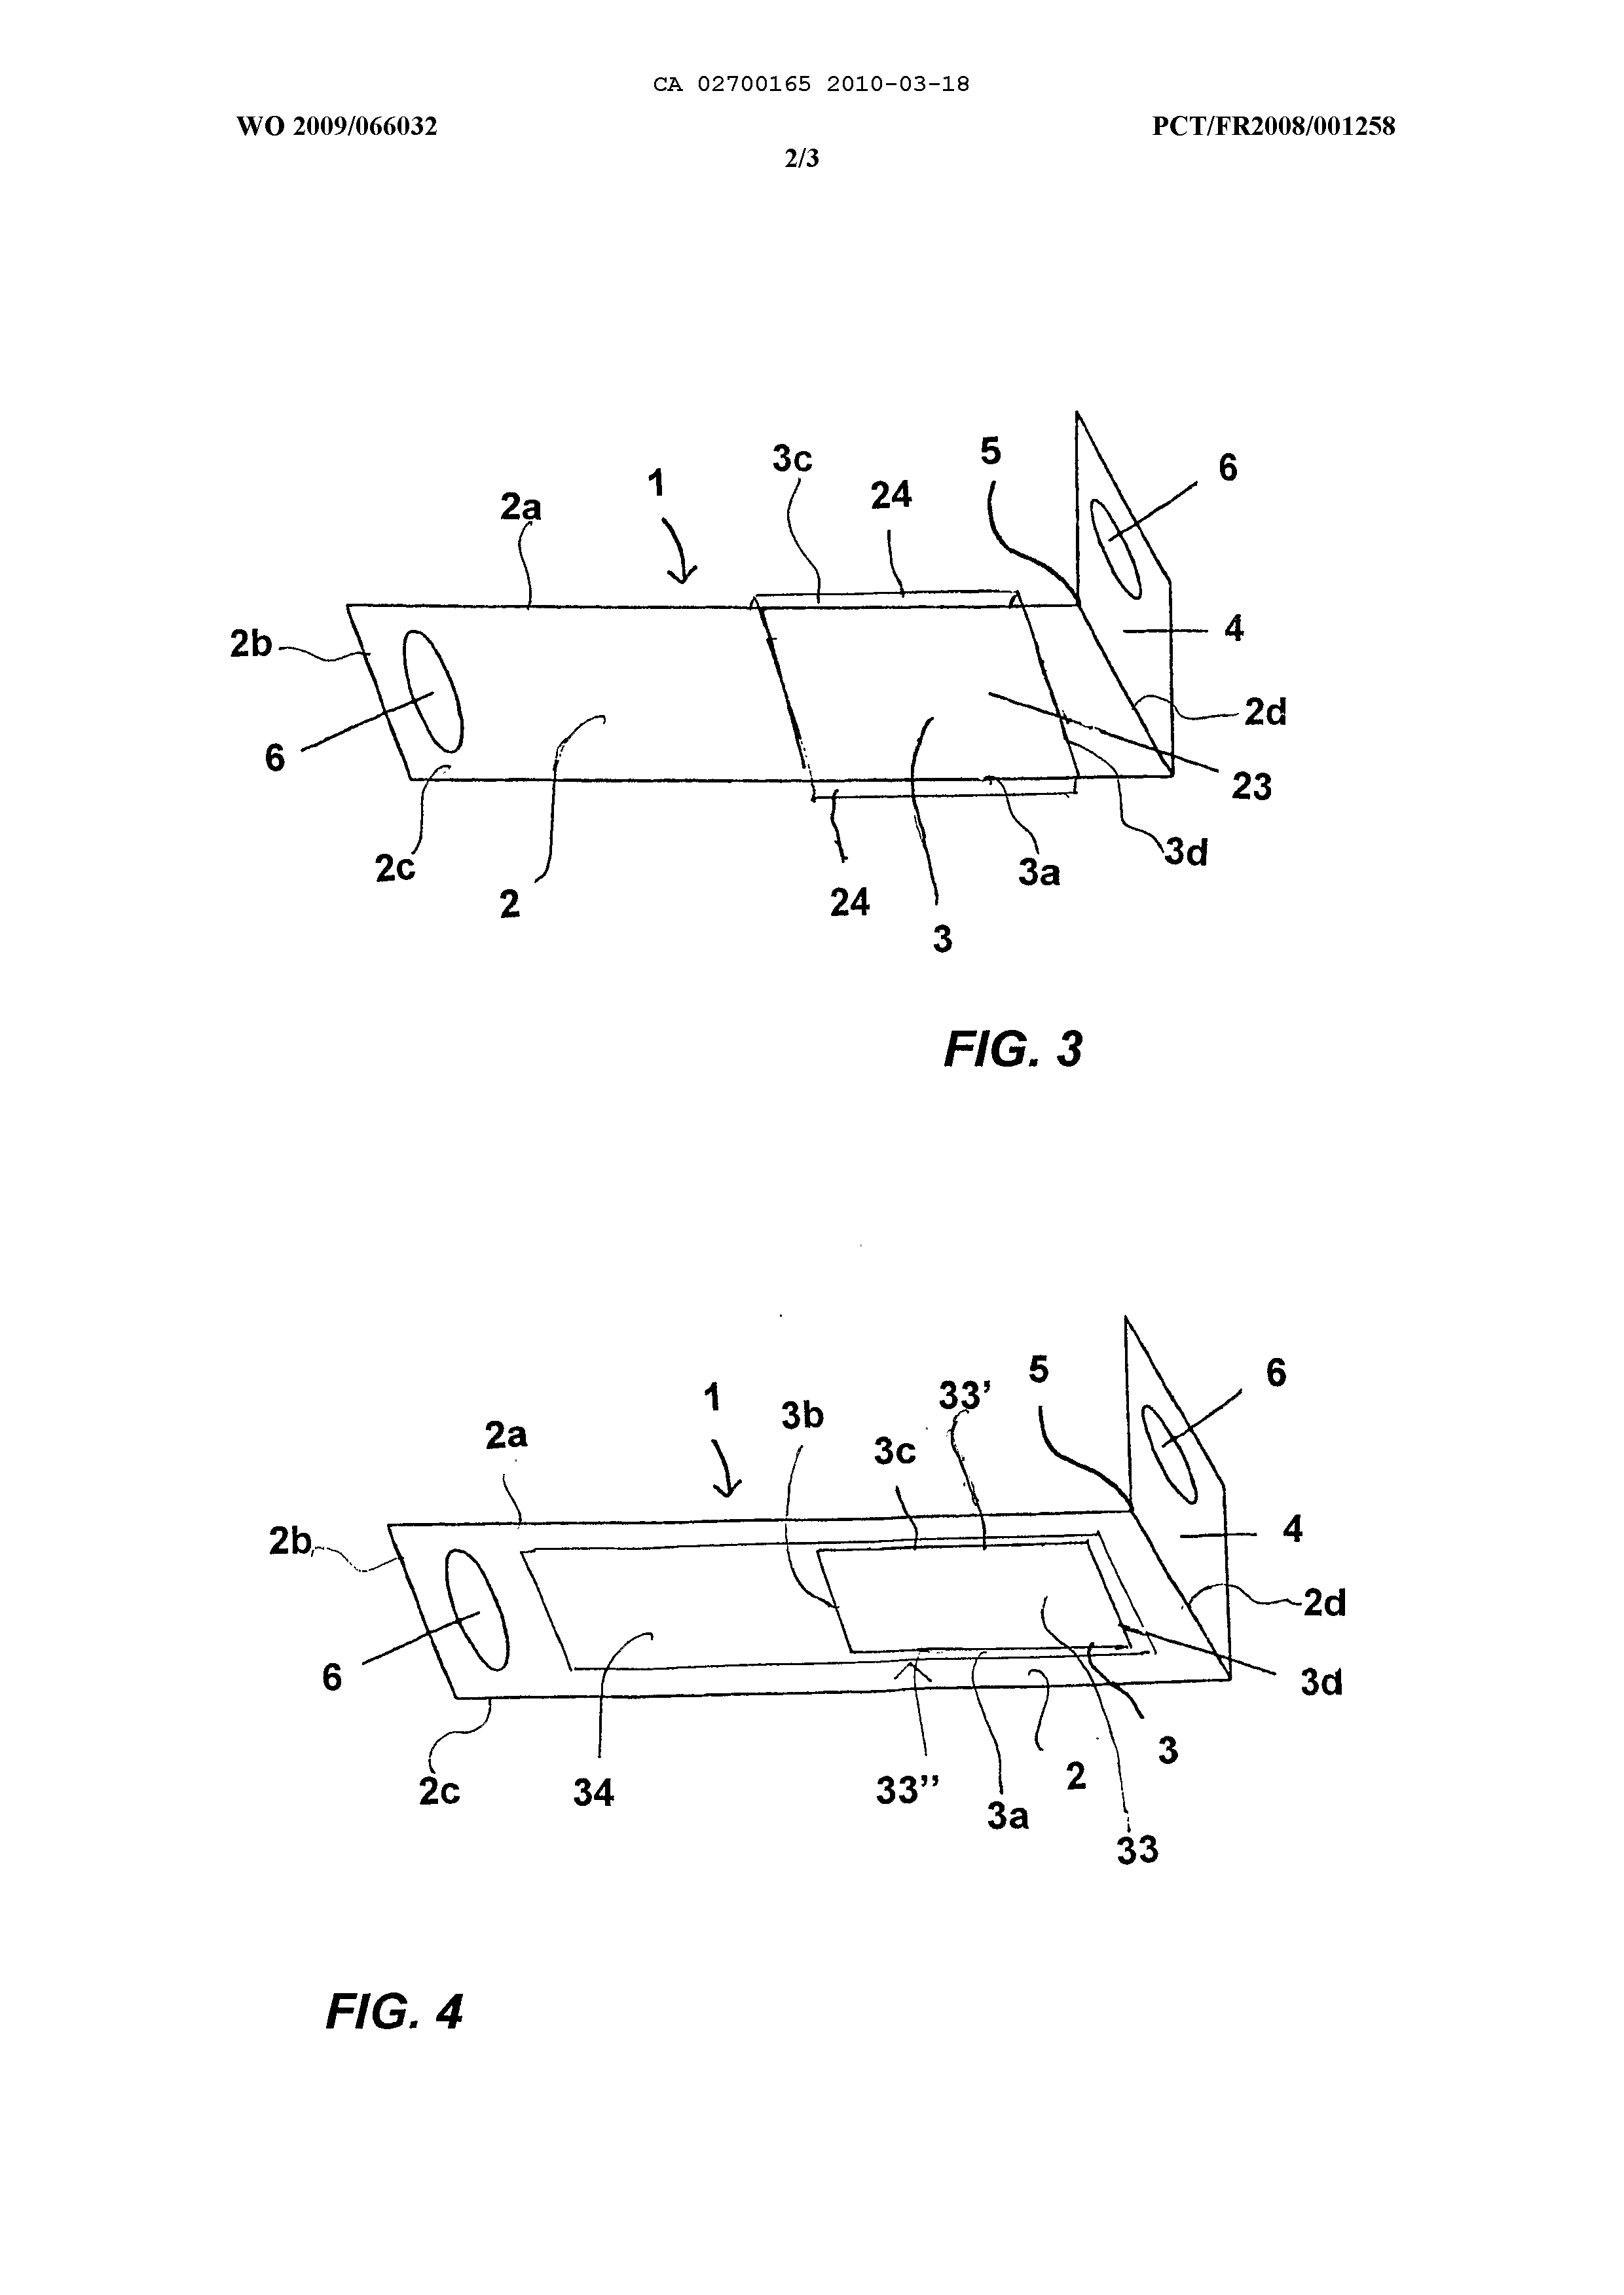 CA 02700165 2010-03-18
WO 2009/066032 PCT/FR2008/001258
2/3
5
3c
6
1
24
2a
2b
4
2d
6
23
3d
2c
3a
2
24
3
FIG. 3
5
6
33’
1
3b
2a
3c
4
2b
2d
6
3d
3
2
2c
34
33’’
3a
33
FIG. 4